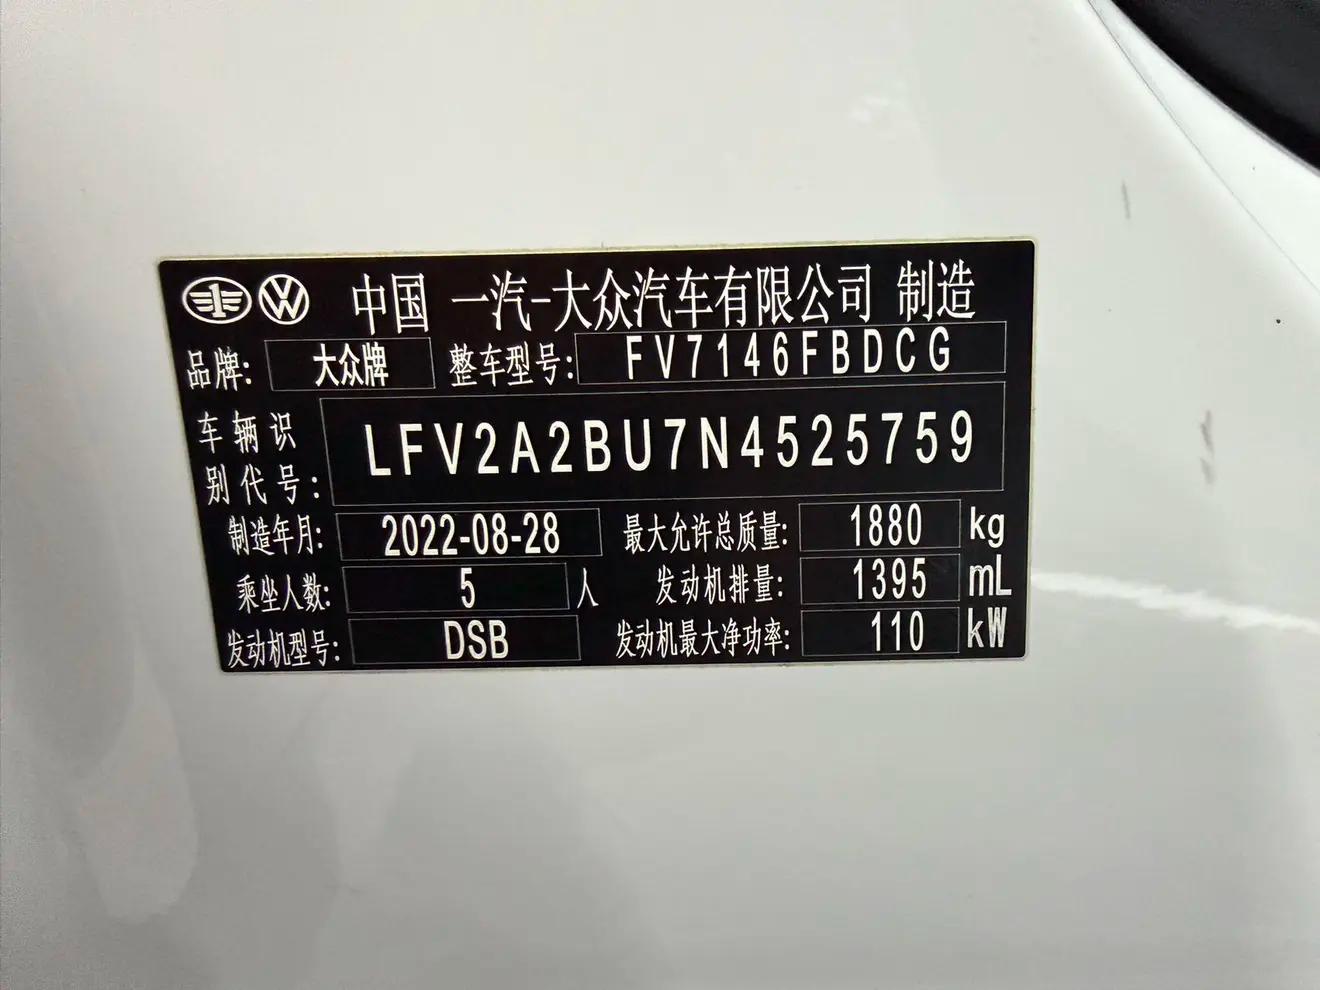 中国 一汽-大众汽车有限公司 制造
品牌: 大众牌 整车型号: FV7146FBDCG
车辆识别代号: LFV2A2BU7N4525759
制造年月: 2022-08-28 最大允许总质量: 1880 kg
乘坐人数: 5 人 发动机排量: 1395 mL
发动机型号: DSB 发动机最大净功率: 110 kW